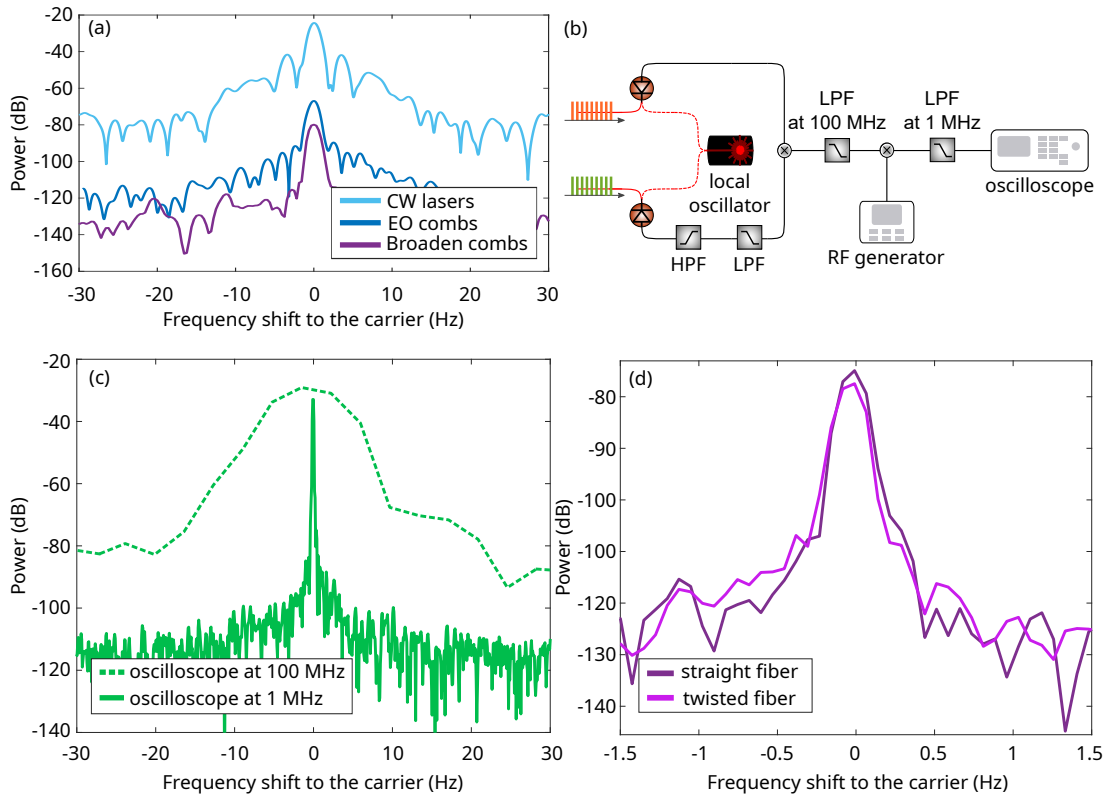 (a)
-20
-40
-60
-80
-100
-120
-140
-160
Power (dB)
CW lasers
EO combs
Broaden combs
-30 -20 -10 0 10 20 30
Frequency shift to the carrier (Hz)
(b)
LPF
at 100 MHz
LPF
at 1 MHz
local
oscillator
oscilloscope
HPF
LPF
RF generator
(c)
-20
-40
-60
-80
-100
-120
-140
Power (dB)
oscilloscope at 100 MHz
oscilloscope at 1 MHz
-30 -20 -10 0 10 20 30
Frequency shift to the carrier (Hz)
(d)
-80
-90
-100
-110
-120
-130
-140
Power (dB)
straight fiber
twisted fiber
-1.5 -1 -0.5 0 0.5 1 1.5
Frequency shift to the carrier (Hz)